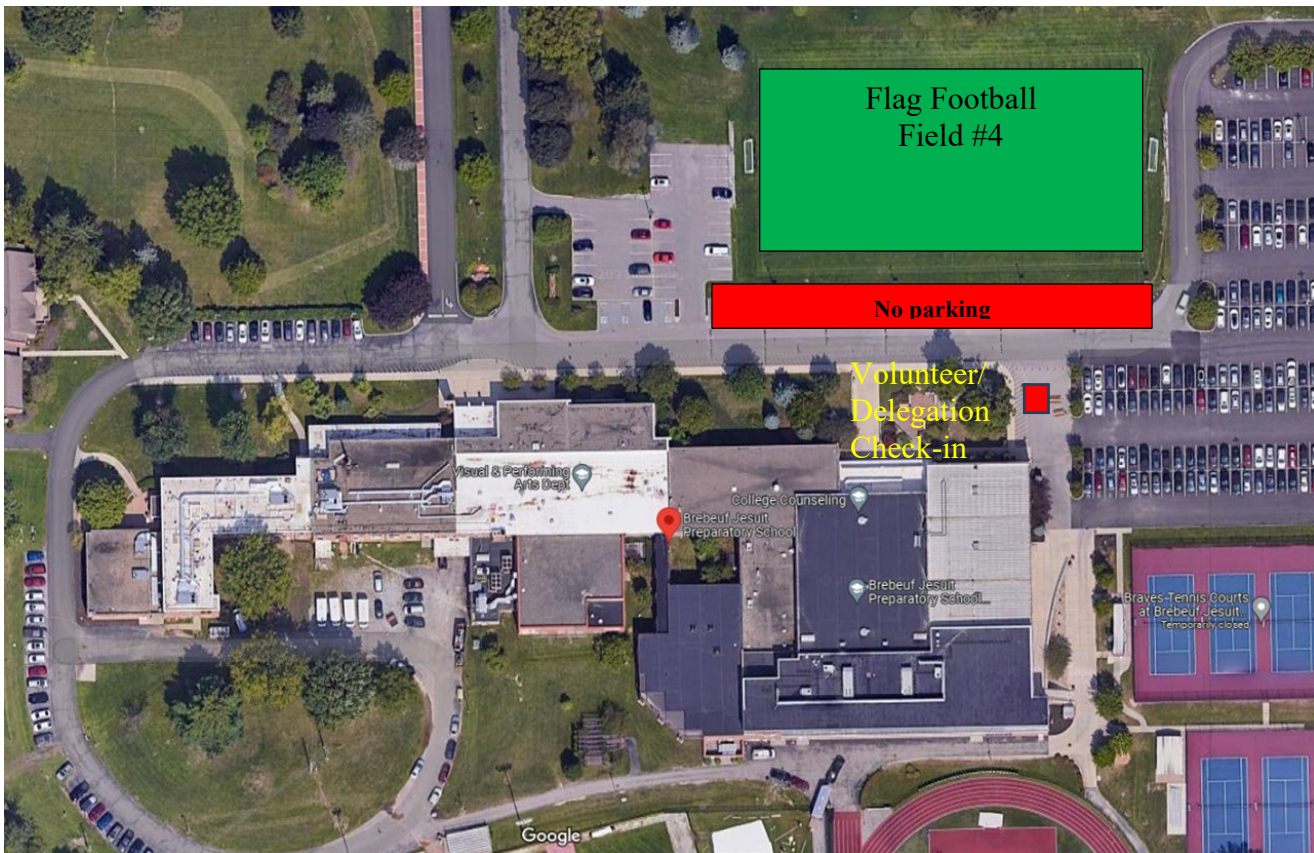 Flag Football
Field #4
No parking
Volunteer/
Delegation
Check-in
Visual & Performing
Arts Dept
College Counseling
Brebeuf Jesuit
Preparatory School
Brebeuf Jesuit
Preparatory School...
Braves Tennis Courts
at Brebeuf Jesuit...
Temporarily closed
Google